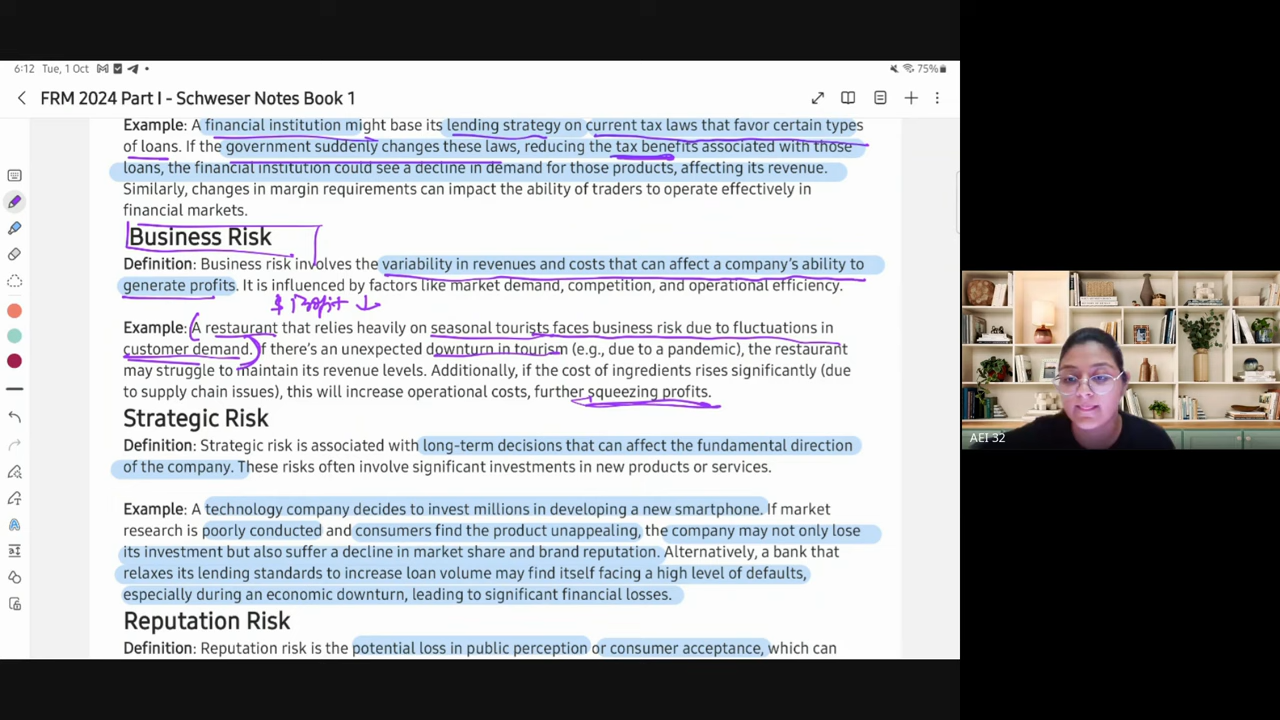 6:12 Tue, 1 Oct 75%
FRM 2024 Part I - Schweser Notes Book 1
Example: A financial institution might base its lending strategy on current tax laws that favor certain types
of loans. If the government suddenly changes these laws, reducing the tax benefits associated with those
loans, the financial institution could see a decline in demand for those products, affecting its revenue.
Similarly, changes in margin requirements can impact the ability of traders to operate effectively in
financial markets.
Business Risk
Definition: Business risk involves the variability in revenues and costs that can affect a company's ability to
generate profits. It is influenced by factors like market demand, competition, and operational efficiency.
$ Profit ↓
Example: A restaurant that relies heavily on seasonal tourists faces business risk due to fluctuations in
customer demand. If there's an unexpected downturn in tourism (e.g., due to a pandemic), the restaurant
may struggle to maintain its revenue levels. Additionally, if the cost of ingredients rises significantly (due
to supply chain issues), this will increase operational costs, further squeezing profits.
Strategic Risk
Definition: Strategic risk is associated with long-term decisions that can affect the fundamental direction
of the company. These risks often involve significant investments in new products or services.
Example: A technology company decides to invest millions in developing a new smartphone. If market
research is poorly conducted and consumers find the product unappealing, the company may not only lose
its investment but also suffer a decline in market share and brand reputation. Alternatively, a bank that
relaxes its lending standards to increase loan volume may find itself facing a high level of defaults,
especially during an economic downturn, leading to significant financial losses.
Reputation Risk
Definition: Reputation risk is the potential loss in public perception or consumer acceptance, which can
AEI 32